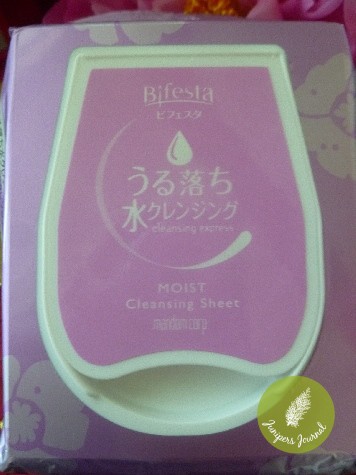 Bifesta
ビフェスタ
うる落ち
水クレンジング
cleansing express
MOIST
Cleansing Sheet
mandom corp
Junipers Journal